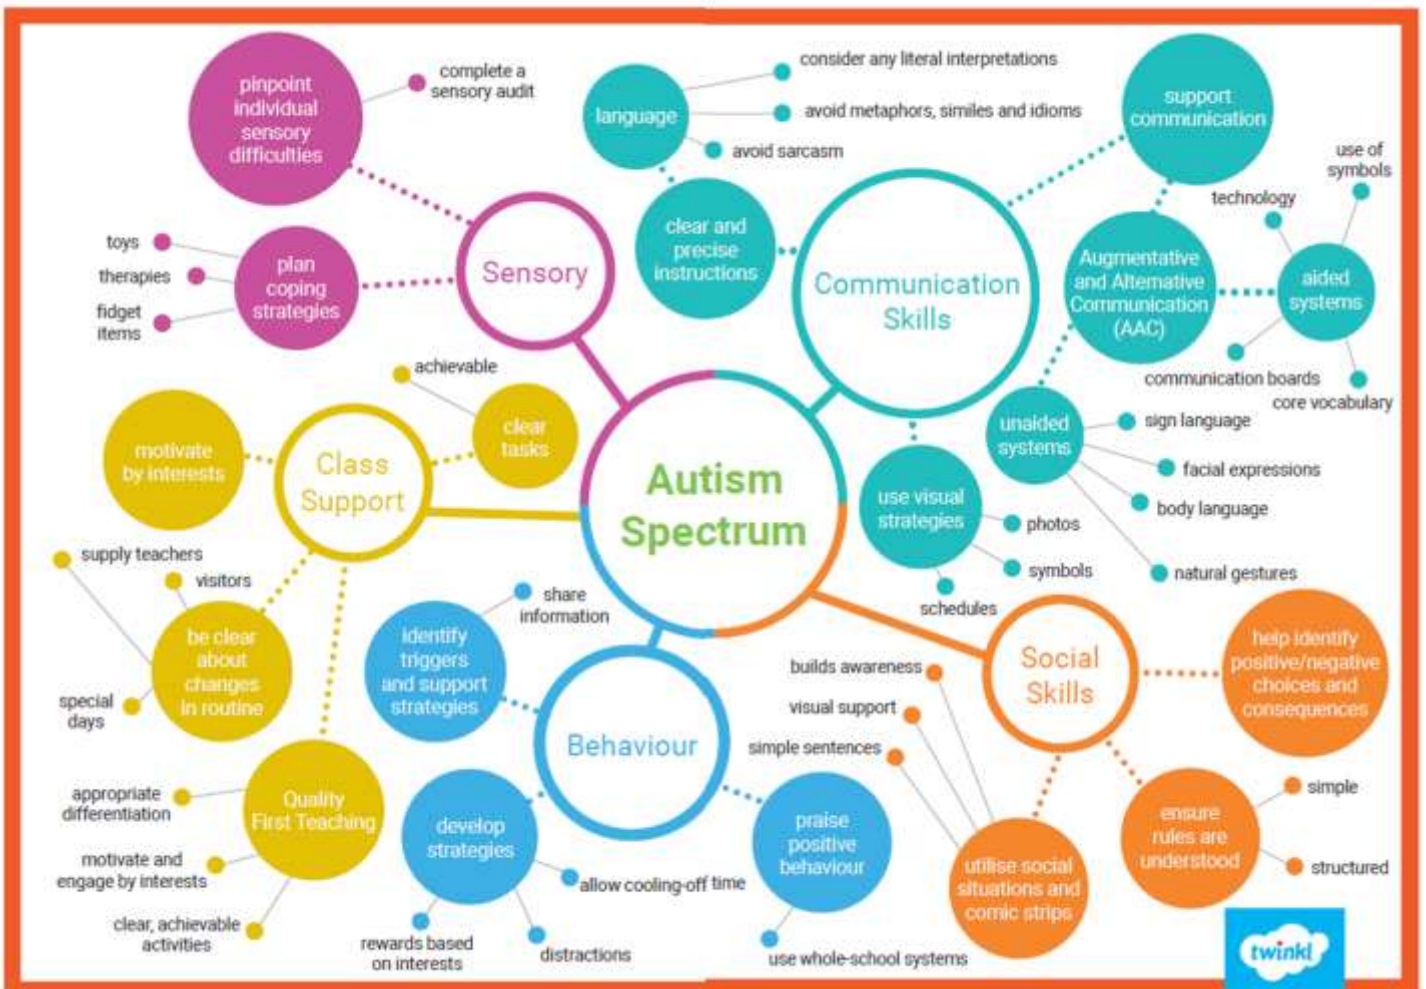 Autism
Spectrum
Sensory
pinpoint
individual
sensory
difficulties
complete a
sensory audit
plan
coping
strategies
toys
therapies
fidget
items
Communication
Skills
clear and
precise
instructions
language
consider any literal interpretations
avoid metaphors, similes and idioms
avoid sarcasm
support
communication
Augmentative
and Alternative
Communication
(AAC)
aided
systems
use of
symbols
technology
communication boards
core vocabulary
unaided
systems
sign language
facial expressions
body language
natural gestures
use visual
strategies
photos
symbols
schedules
Class
Support
motivate
by interests
clear
tasks
achievable
be clear
about
changes
in routine
supply teachers
visitors
special
days
Quality
First Teaching
appropriate
differentiation
motivate and
engage by interests
clear, achievable
activities
Behaviour
identify
triggers
and support
strategies
share
information
develop
strategies
allow cooling-off time
rewards based
on interests
distractions
praise
positive
behaviour
use whole-school systems
Social
Skills
help identify
positive/negative
choices and
consequences
ensure
rules are
understood
simple
structured
utilise social
situations and
comic strips
builds awareness
visual support
simple sentences
twinkl